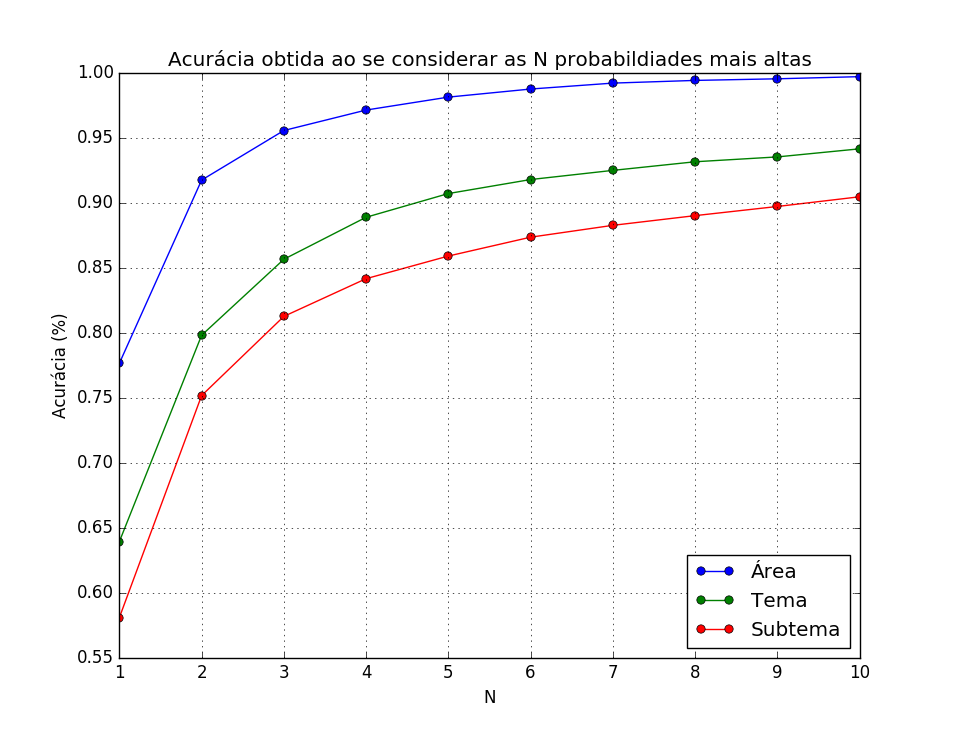 Acurácia obtida ao se considerar as N probabildiades mais altas
1.00
0.95
0.90
0.85
0.80
0.75
0.70
0.65
0.60
0.55
Acurácia (%)
Área
Tema
Subtema
1 2 3 4 5 6 7 8 9 10
N